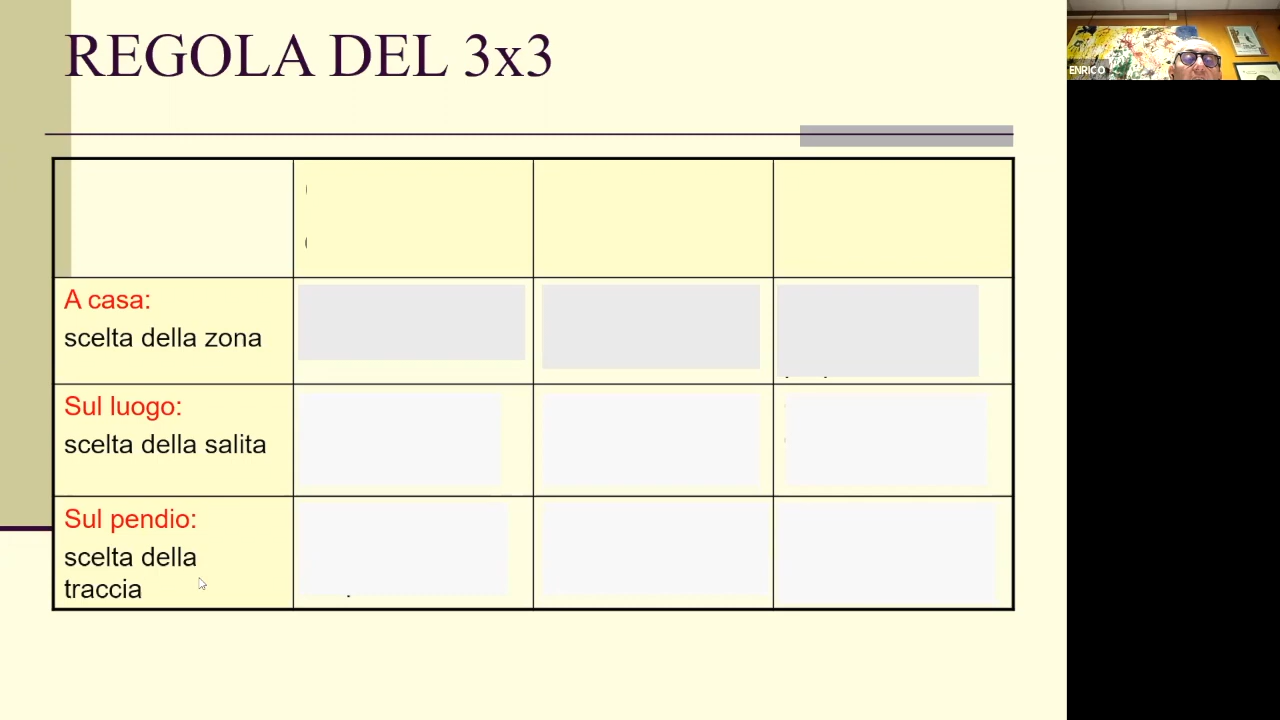 REGOLA DEL 3x3
ENRICO
A casa:
scelta della zona
Sul luogo:
scelta della salita
Sul pendio:
scelta della
traccia